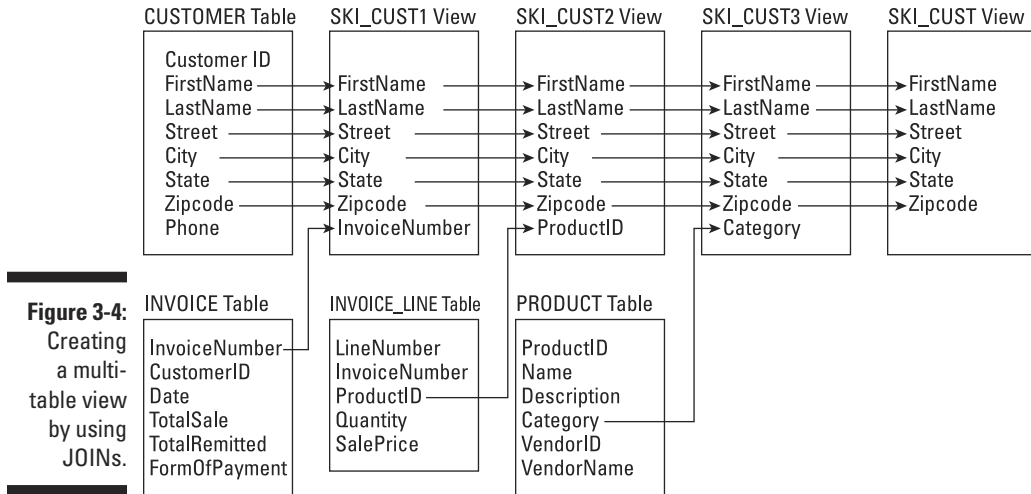 CUSTOMER Table
Customer ID
FirstName
LastName
Street
City
State
Zipcode
Phone
SKI_CUST1 View
FirstName
LastName
Street
City
State
Zipcode
InvoiceNumber
SKI_CUST2 View
FirstName
LastName
Street
City
State
Zipcode
ProductID
SKI_CUST3 View
FirstName
LastName
Street
City
State
Zipcode
Category
SKI_CUST View
FirstName
LastName
Street
City
State
Zipcode
Figure 3-4:
Creating
a multi-
table view
by using
JOINs.
INVOICE Table
InvoiceNumber
CustomerID
Date
TotalSale
TotalRemitted
FormOfPayment
INVOICE_LINE Table
LineNumber
InvoiceNumber
ProductID
Quantity
SalePrice
PRODUCT Table
ProductID
Name
Description
Category
VendorID
VendorName